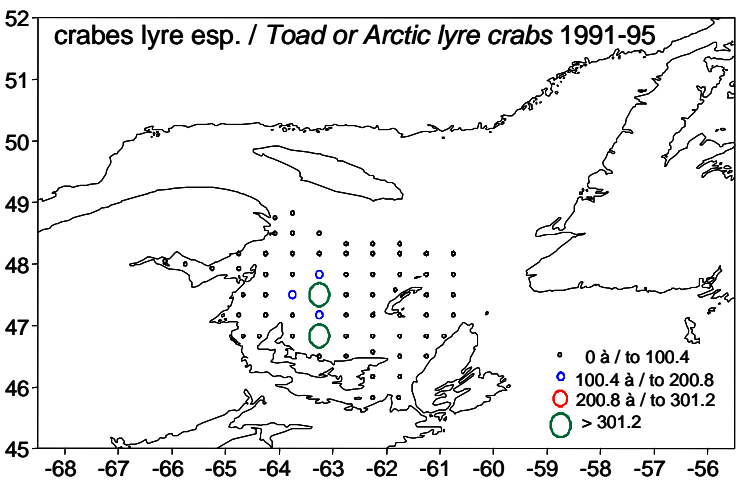 52
crabes lyre esp. / Toad or Arctic lyre crabs 1991-95
51
50
49
48
47
46
45
0 à / to 100.4
100.4 à / to 200.8
200.8 à / to 301.2
> 301.2
-68 -67 -66 -65 -64 -63 -62 -61 -60 -59 -58 -57 -56